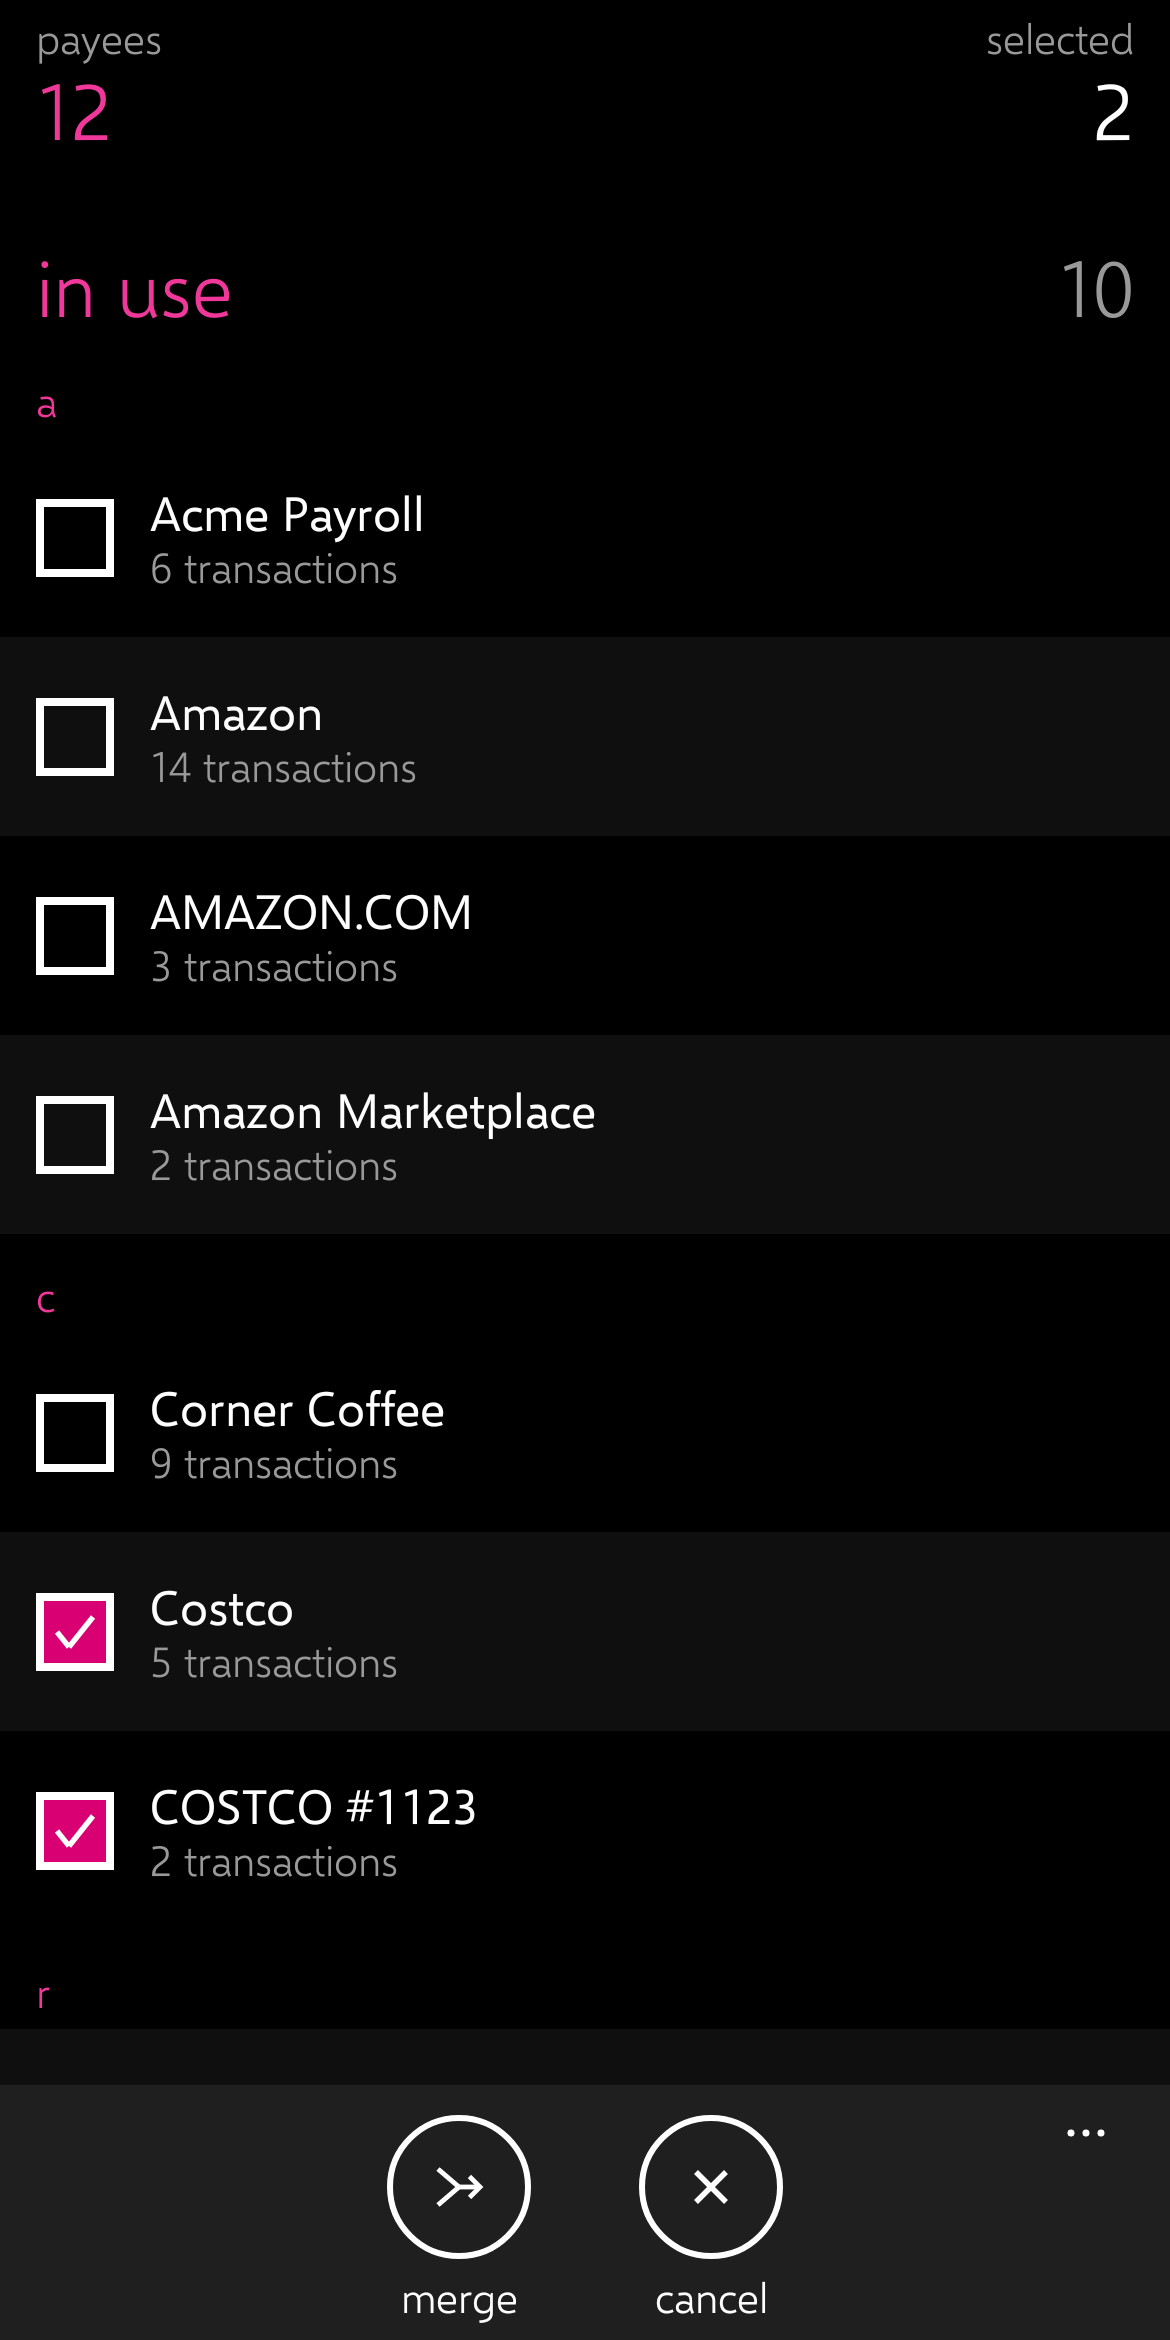 payees
selected
12
2
in use
10
a
Acme Payroll
6 transactions
Amazon
14 transactions
AMAZON.COM
3 transactions
Amazon Marketplace
2 transactions
c
Corner Coffee
9 transactions
Costco
5 transactions
COSTCO #1123
2 transactions
r
...
merge
cancel